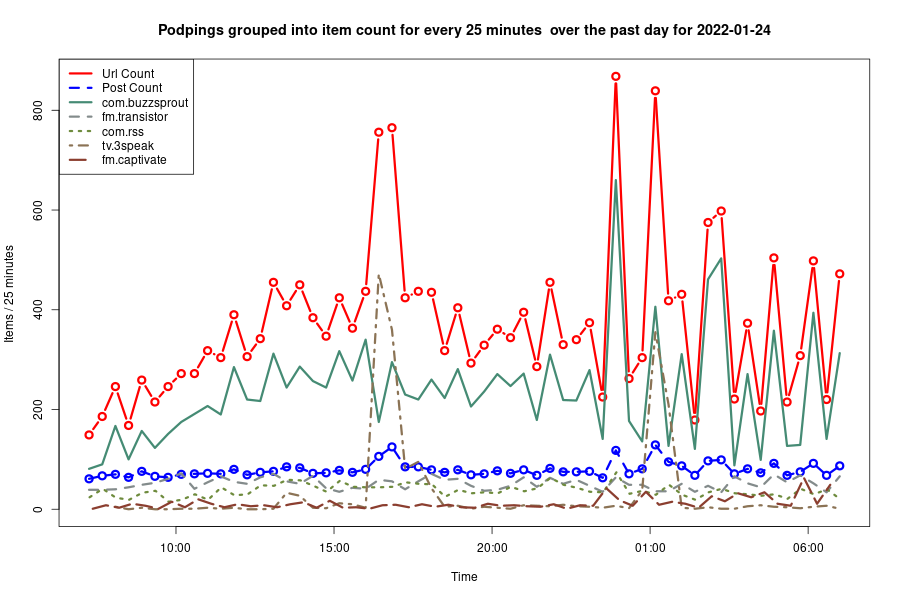 Podpings grouped into item count for every 25 minutes  over the past day for 2022-01-24
Url Count
Post Count
com.buzzsprout
fm.transistor
com.rss
tv.3speak
fm.captivate
Items / 25 minutes
800
600
400
200
0
10:00
15:00
20:00
01:00
06:00
Time